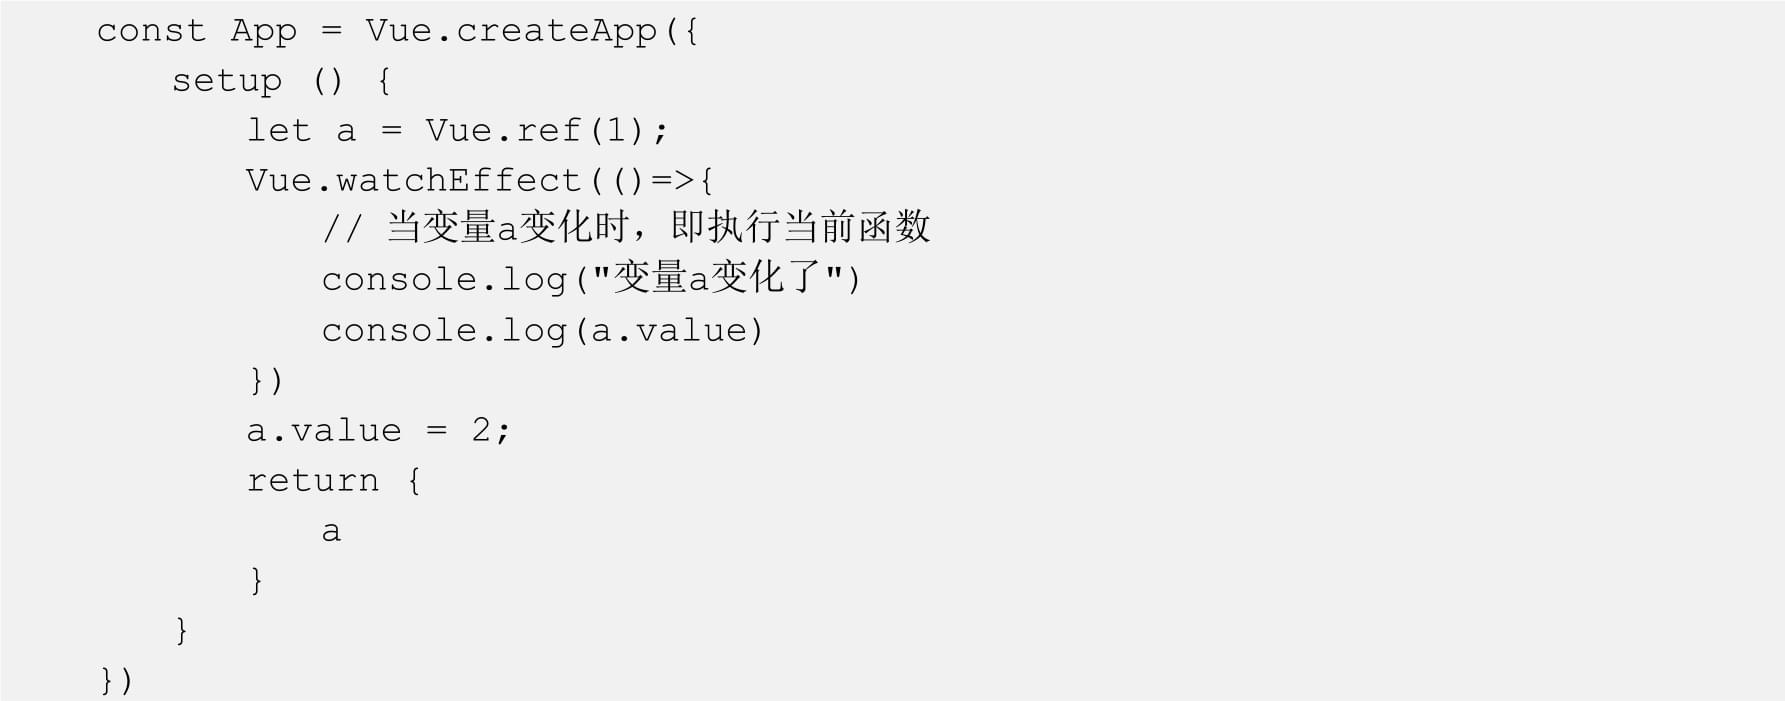 const App = Vue.createApp({
    setup () {
        let a = Vue.ref(1);
        Vue.watchEffect(()=>{
            // 当变量a变化时，即执行当前函数
            console.log("变量a变化了")
            console.log(a.value)
        })
        a.value = 2;
        return {
            a
        }
    }
})